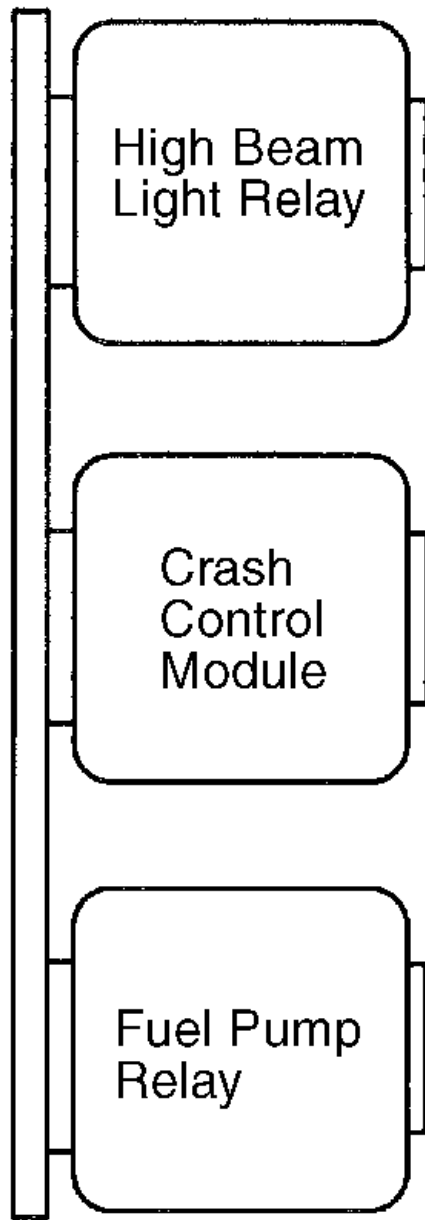 High Beam
Light Relay
Crash
Control
Module
Fuel Pump
Relay